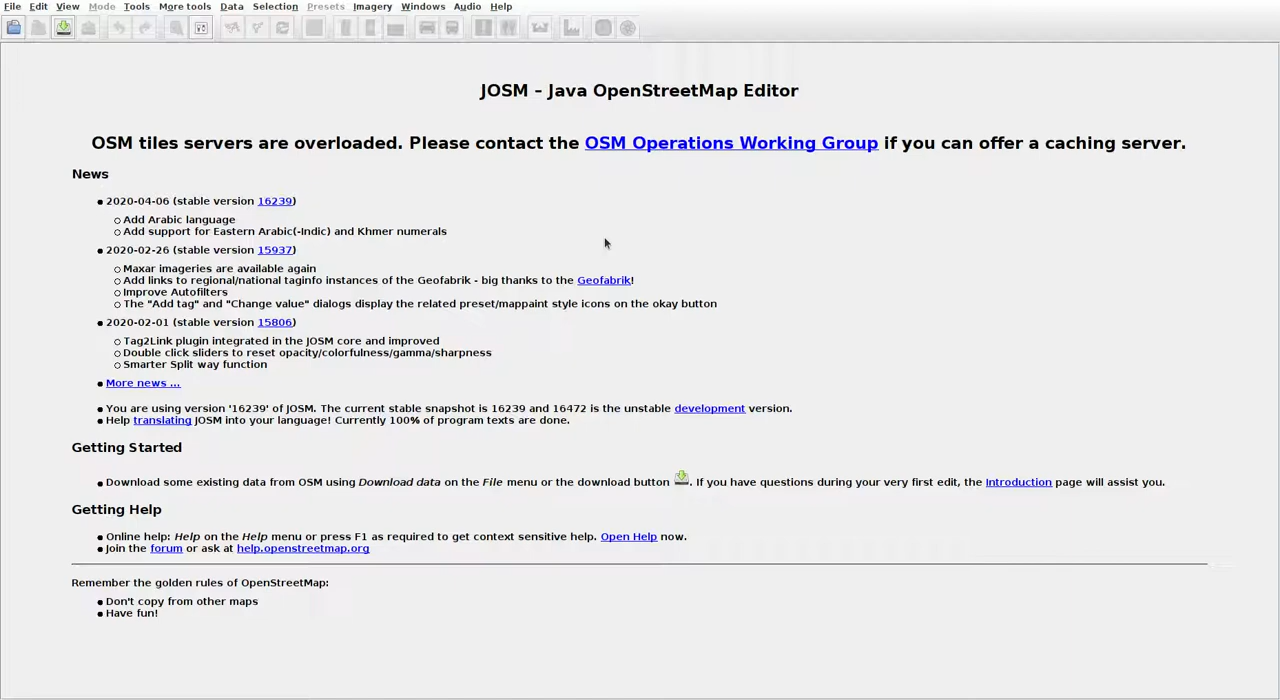 File Edit View Mode Tools More tools Data Selection Presets Imagery Windows Audio Help
JOSM – Java OpenStreetMap Editor
OSM tiles servers are overloaded. Please contact the OSM Operations Working Group if you can offer a caching server.
News
2020-04-06 (stable version 16239)
Add Arabic language
Add support for Eastern Arabic(-Indic) and Khmer numerals
2020-02-26 (stable version 15937)
Maxar imageries are available again
Add links to regional/national taginfo instances of the Geofabrik - big thanks to the Geofabrik!
Improve Autofilters
The "Add tag" and "Change value" dialogs display the related preset/mappaint style icons on the okay button
2020-02-01 (stable version 15806)
Tag2Link plugin integrated in the JOSM core and improved
Double click sliders to reset opacity/colorfulness/gamma/sharpness
Smarter Split way function
More news ...
You are using version '16239' of JOSM. The current stable snapshot is 16239 and 16472 is the unstable development version.
Help translating JOSM into your language! Currently 100% of program texts are done.
Getting Started
Download some existing data from OSM using Download data on the File menu or the download button . If you have questions during your very first edit, the Introduction page will assist you.
Getting Help
Online help: Help on the Help menu or press F1 as required to get context sensitive help. Open Help now.
Join the forum or ask at help.openstreetmap.org
Remember the golden rules of OpenStreetMap:
Don't copy from other maps
Have fun!